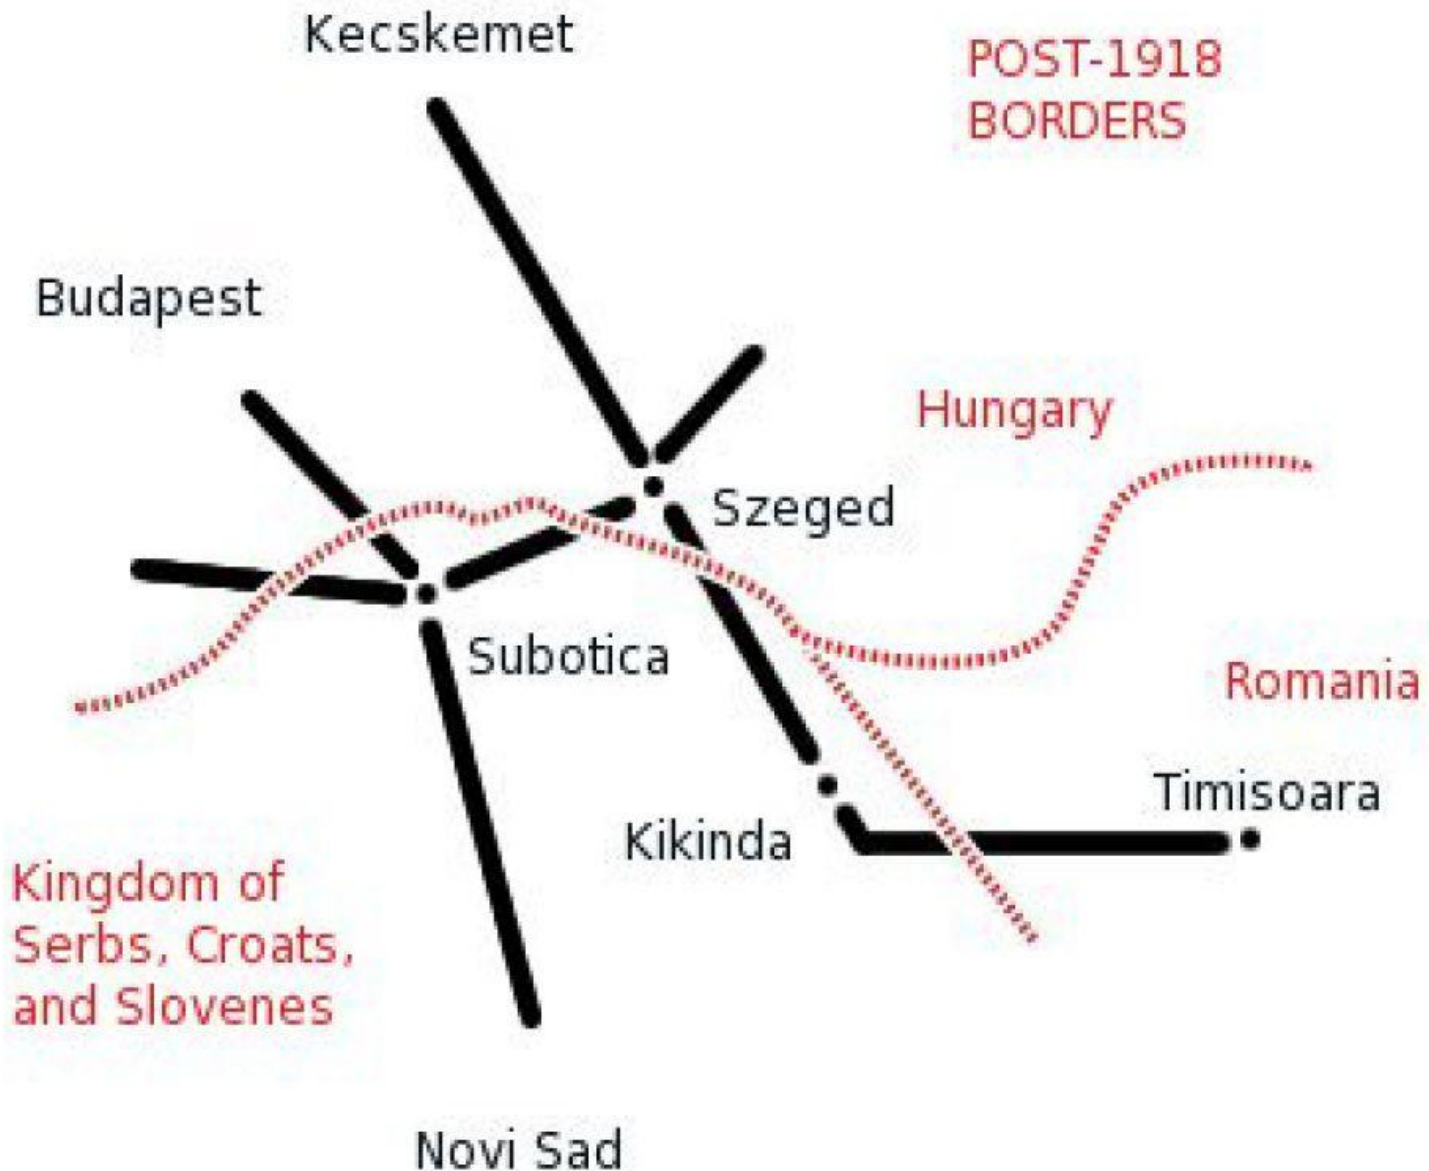 Kecskemet
POST-1918
BORDERS
Budapest
Hungary
Szeged
Subotica
Romania
Timisoara
Kikinda
Kingdom of
Serbs, Croats,
and Slovenes
Novi Sad